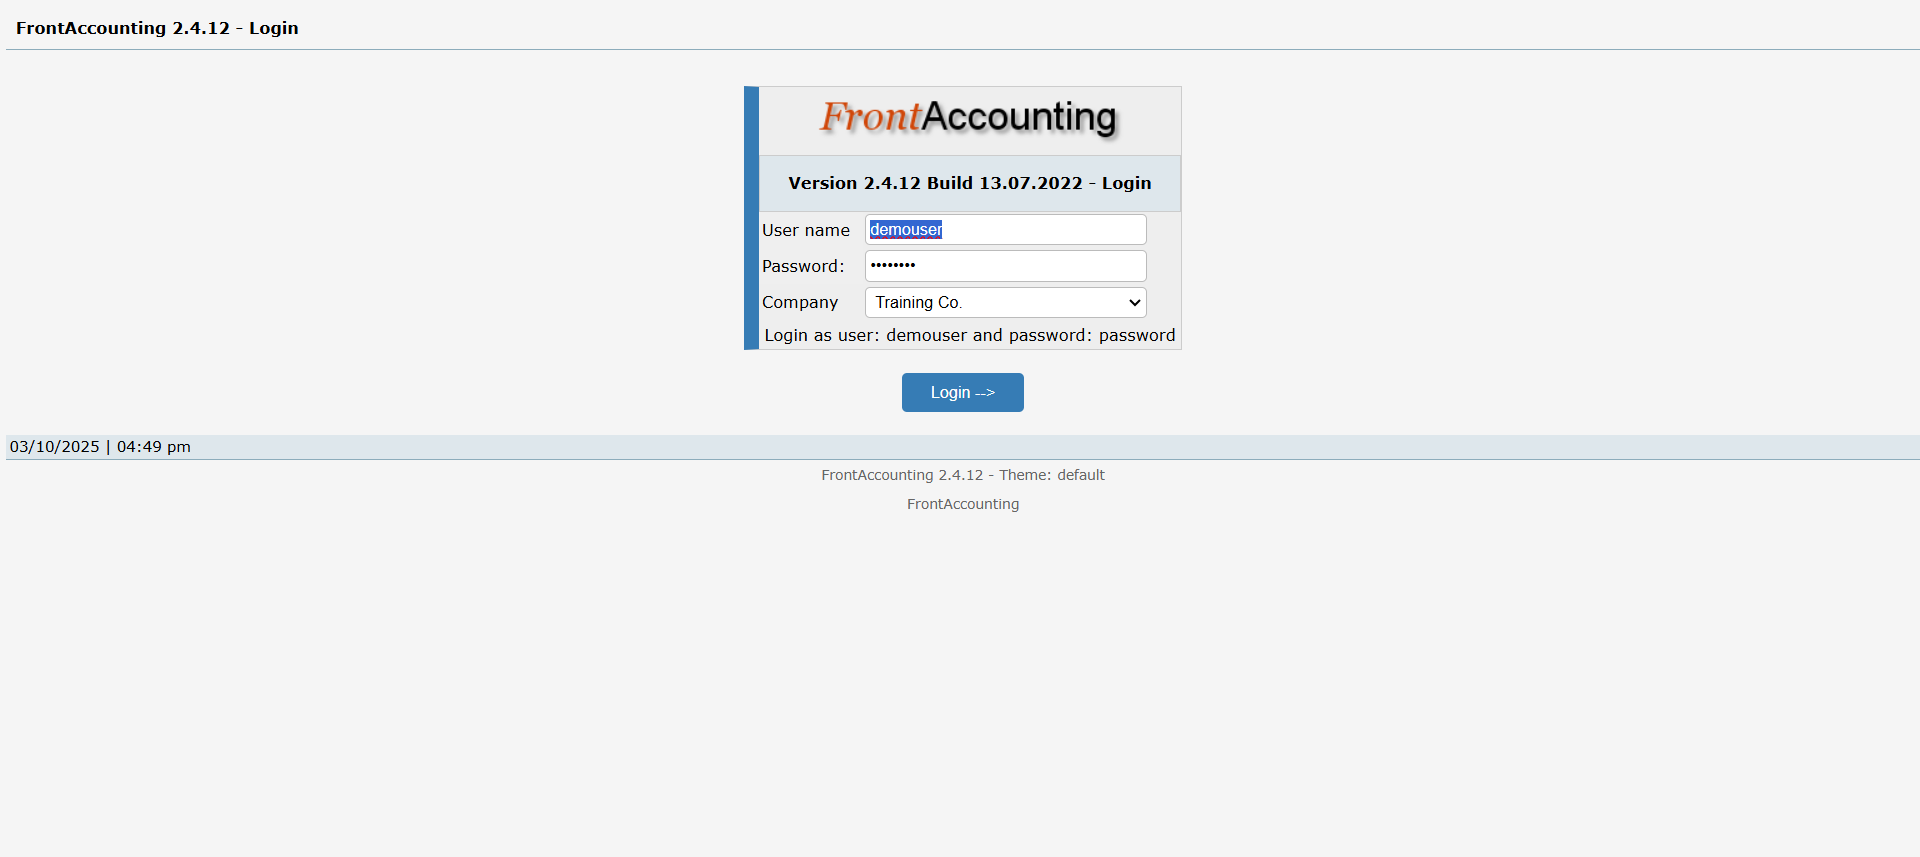 FrontAccounting 2.4.12 - Login
FrontAccounting
Version 2.4.12 Build 13.07.2022 - Login
User name demouser
Password: ••••••••
Company Training Co.
Login as user: demouser and password: password
Login -->
03/10/2025 | 04:49 pm
FrontAccounting 2.4.12 - Theme: default
FrontAccounting